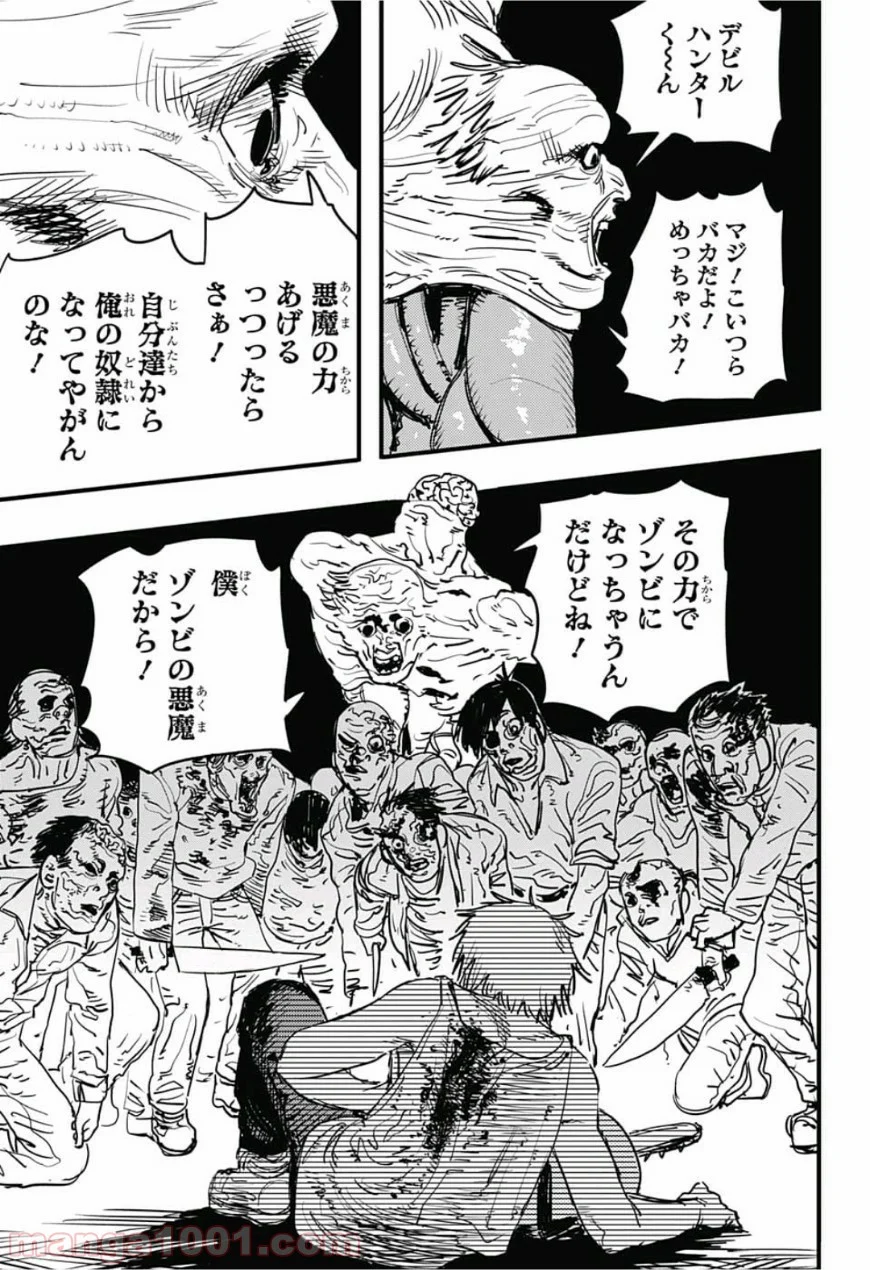 デビル
ハンター
く〜ん
マジ！こいつら
バカだよ！
めっちゃバカ！
悪魔の力
あげる
っつったら
さぁ！
自分達から
俺の奴隷に
なってやがん
のな！
その力で
ゾンビに
なっちゃうん
だけどね！
僕
ゾンビの悪魔
だから！
manga1001.com